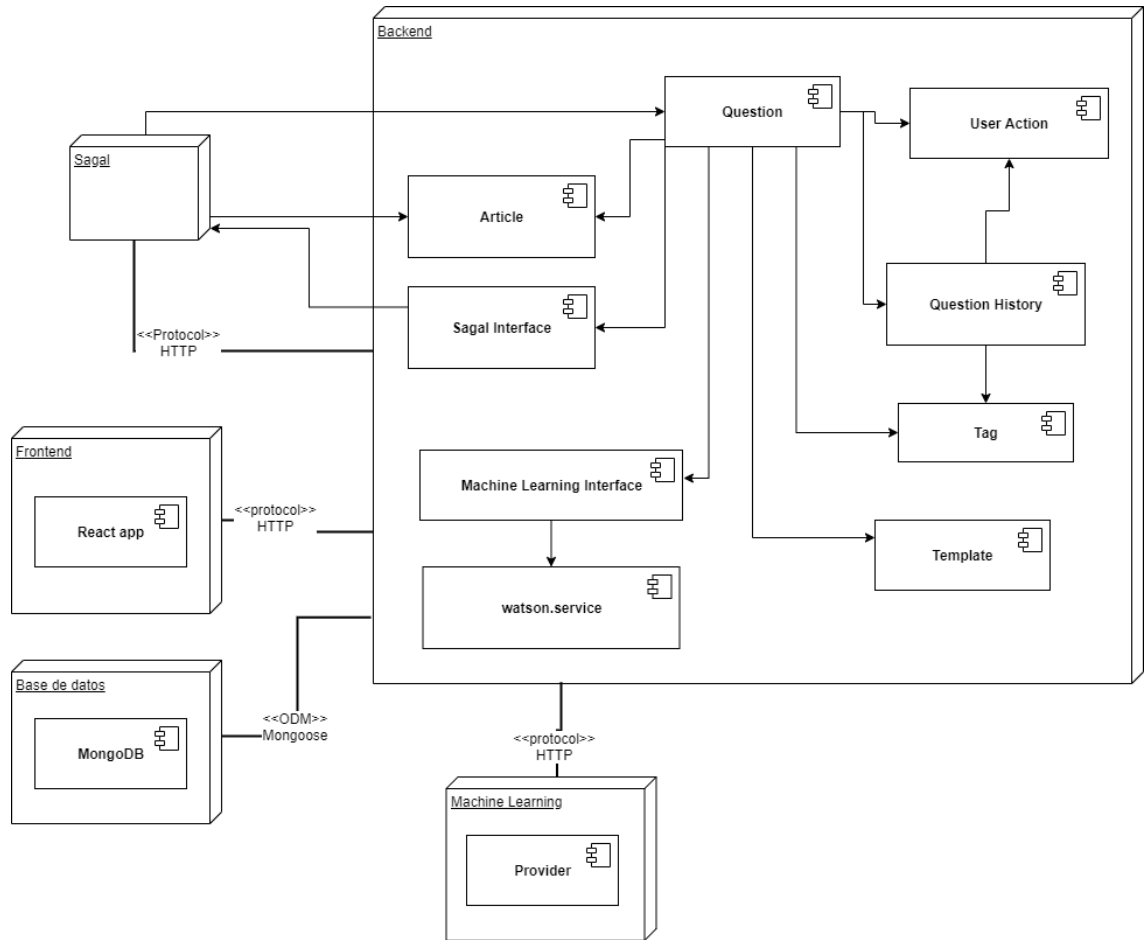 Backend
Question
User Action
Sagal
Article
Question History
Sagal Interface
<<Protocol>>
HTTP
Tag
Frontend
Machine Learning Interface
React app
<<protocol>>
HTTP
Template
watson.service
Base de datos
MongoDB
<<ODM>>
Mongoose
<<protocol>>
HTTP
Machine Learning
Provider